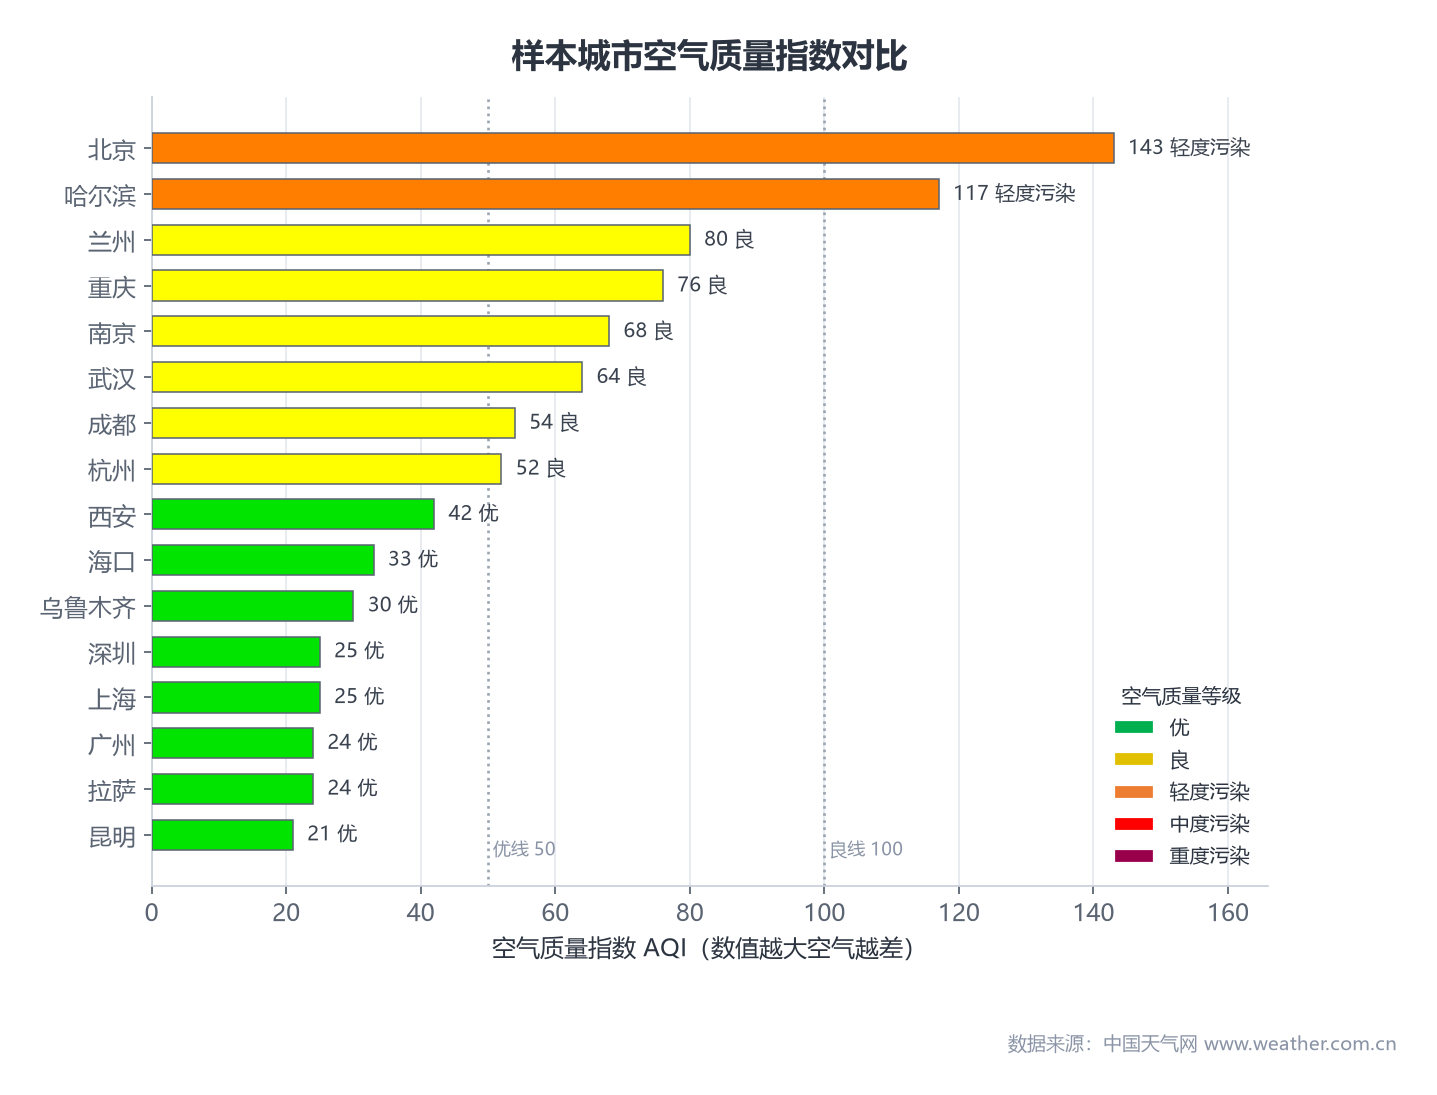 样本城市空气质量指数对比
北京 143 轻度污染
哈尔滨 117 轻度污染
兰州 80 良
重庆 76 良
南京 68 良
武汉 64 良
成都 54 良
杭州 52 良
西安 42 优
海口 33 优
乌鲁木齐 30 优
深圳 25 优
上海 25 优
广州 24 优
拉萨 24 优
昆明 21 优
优线 50
良线 100
空气质量等级
优
良
轻度污染
中度污染
重度污染
0 20 40 60 80 100 120 140 160
空气质量指数 AQI（数值越大空气越差）
数据来源：中国天气网 www.weather.com.cn